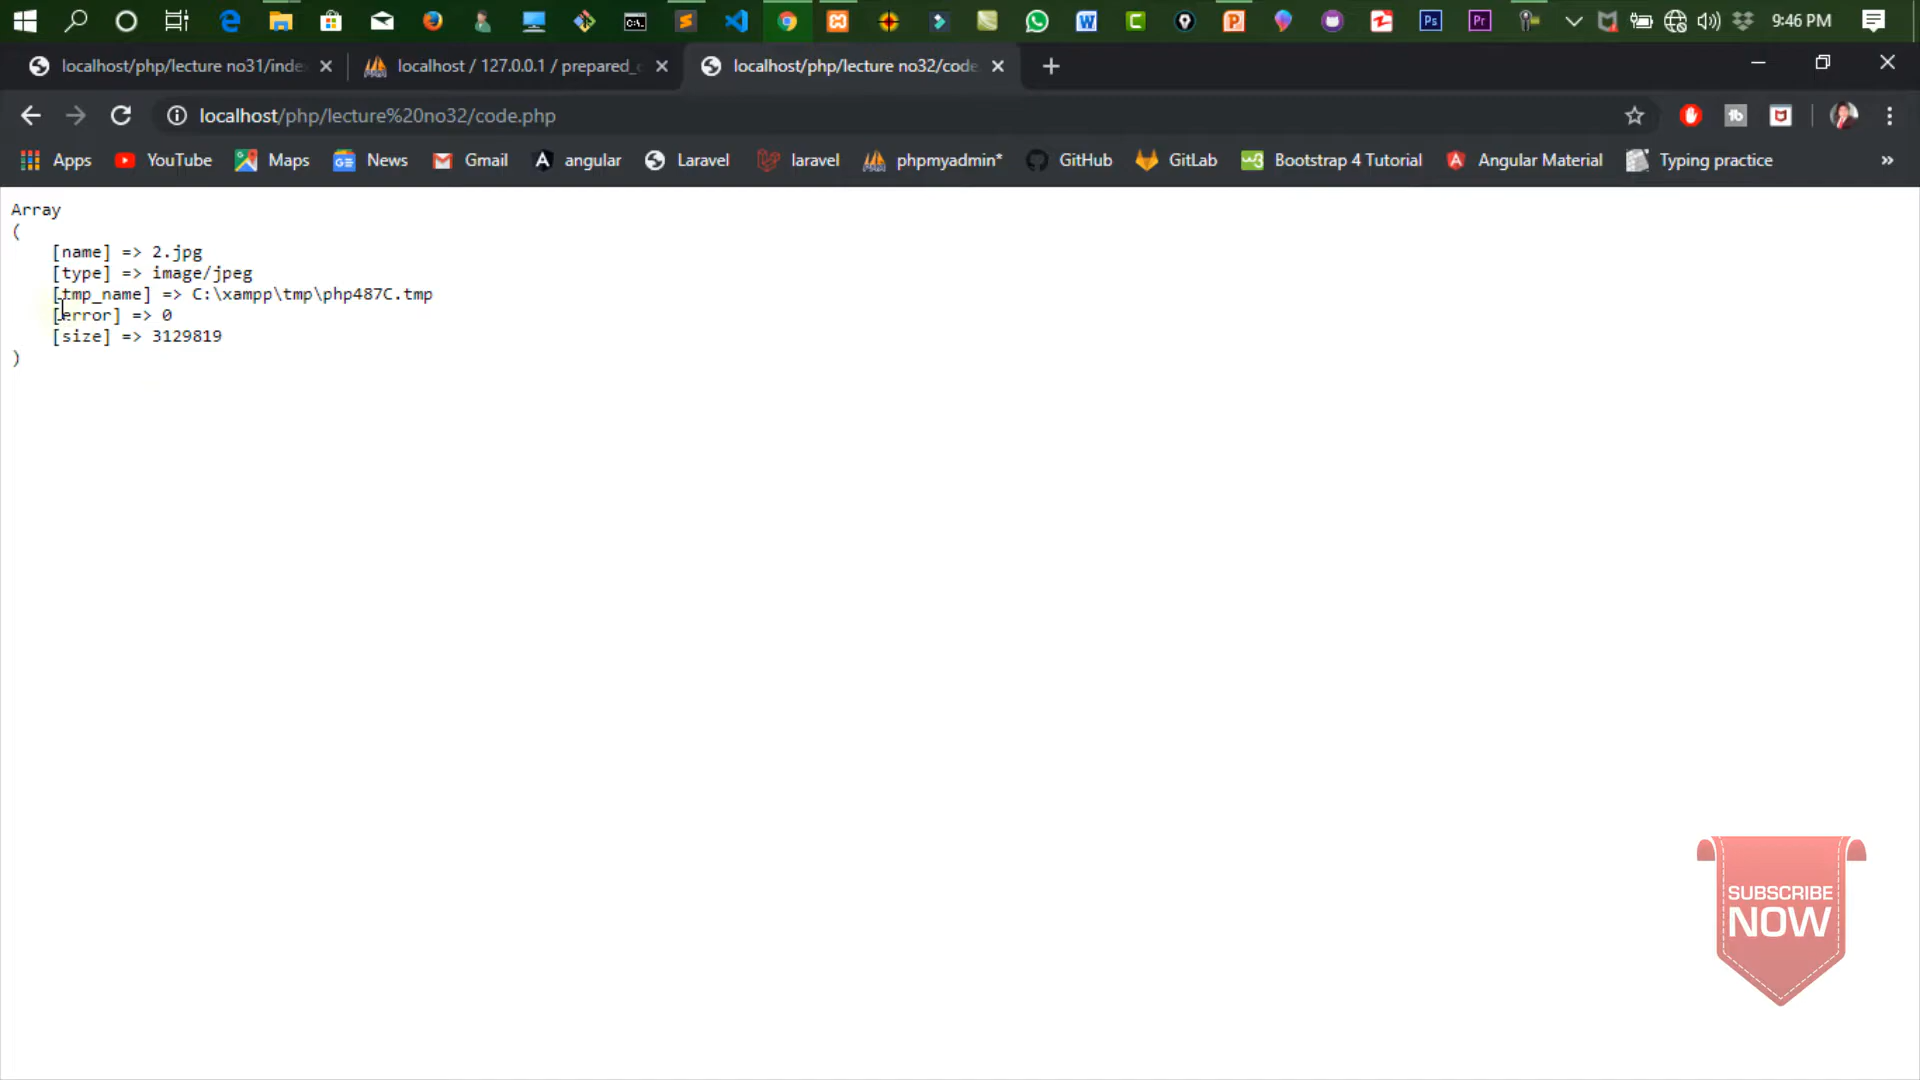 9:46 PM
localhost/php/lecture no31/inde
localhost / 127.0.0.1 / prepared_
localhost/php/lecture no32/code
localhost/php/lecture%20no32/code.php
Apps YouTube Maps News Gmail angular Laravel laravel phpmyadmin* GitHub GitLab Bootstrap 4 Tutorial Angular Material Typing practice »
Array
(
[name] => 2.jpg
[type] => image/jpeg
[tmp_name] => C:\xampp\tmp\php487C.tmp
[error] => 0
[size] => 3129819
)
SUBSCRIBE
NOW